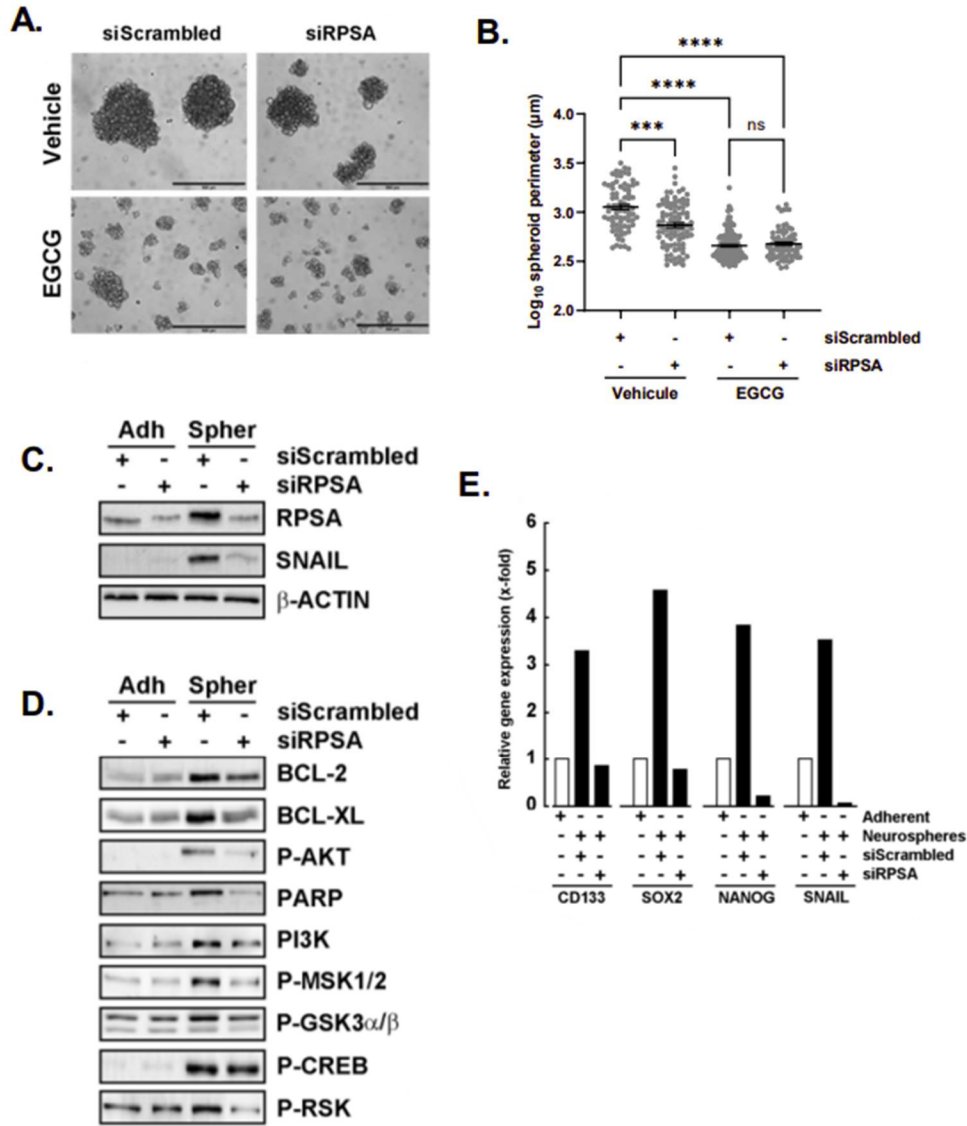 A.
siScrambled siRPSA
Vehicle
EGCG
B.
****
****
***
ns
Log10 spheroid perimeter (µm)
4.0
3.5
3.0
2.5
2.0
+ - + - siScrambled
- + - + siRPSA
Vehicule EGCG
C.
Adh Spher
+ - + - siScrambled
- + - + siRPSA
RPSA
SNAIL
β-ACTIN
D.
Adh Spher
+ - + - siScrambled
- + - + siRPSA
BCL-2
BCL-XL
P-AKT
PARP
PI3K
P-MSK1/2
P-GSK3α/β
P-CREB
P-RSK
E.
Relative gene expression (x-fold)
6
5
4
3
2
1
0
+ - - + - - + - - + - - Adherent
- + + - + + - + + - + + Neurospheres
- + - - + - - + - - + - siScrambled
- - + - - + - - + - - + siRPSA
CD133 SOX2 NANOG SNAIL